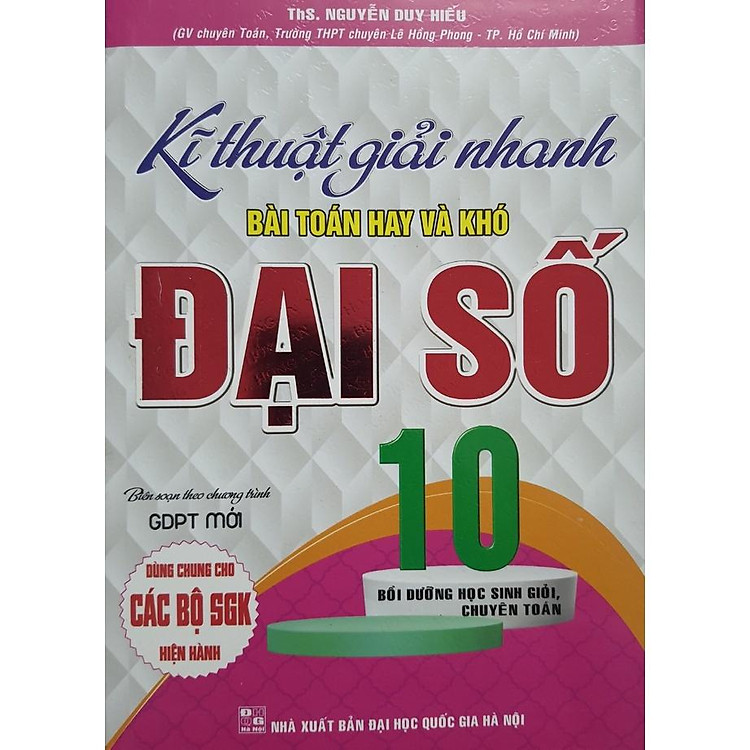 ThS. NGUYỄN DUY HIẾU
(GV chuyên Toán, Trường THPT chuyên Lê Hồng Phong - TP. Hồ Chí Minh)
Kĩ thuật giải nhanh
BÀI TOÁN HAY VÀ KHÓ
ĐẠI SỐ
10
Biên soạn theo chương trình
GDPT MỚI
DÙNG CHUNG CHO
CÁC BỘ SGK
HIỆN HÀNH
BỒI DƯỠNG HỌC SINH GIỎI,
CHUYÊN TOÁN
NHÀ XUẤT BẢN ĐẠI HỌC QUỐC GIA HÀ NỘI